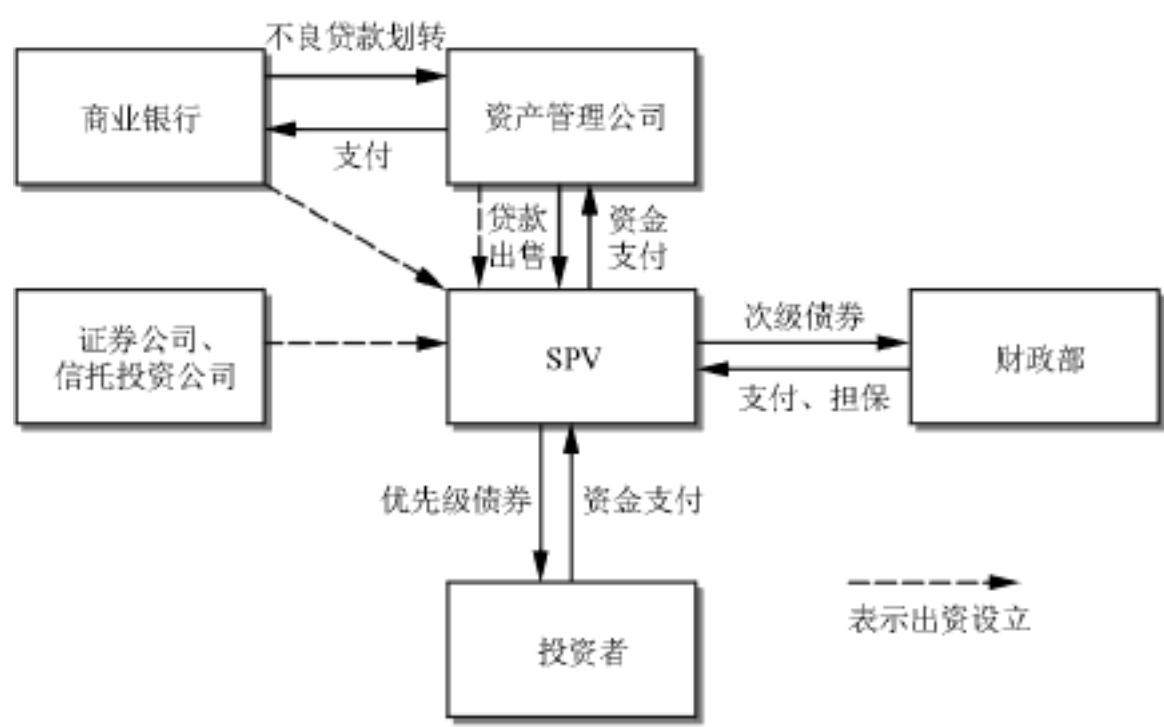 不良贷款划转
商业银行
资产管理公司
支付
贷款
出售
资金
支付
证券公司、
信托投资公司
SPV
次级债券
财政部
支付、担保
优先级债券
资金支付
投资者
表示出资设立